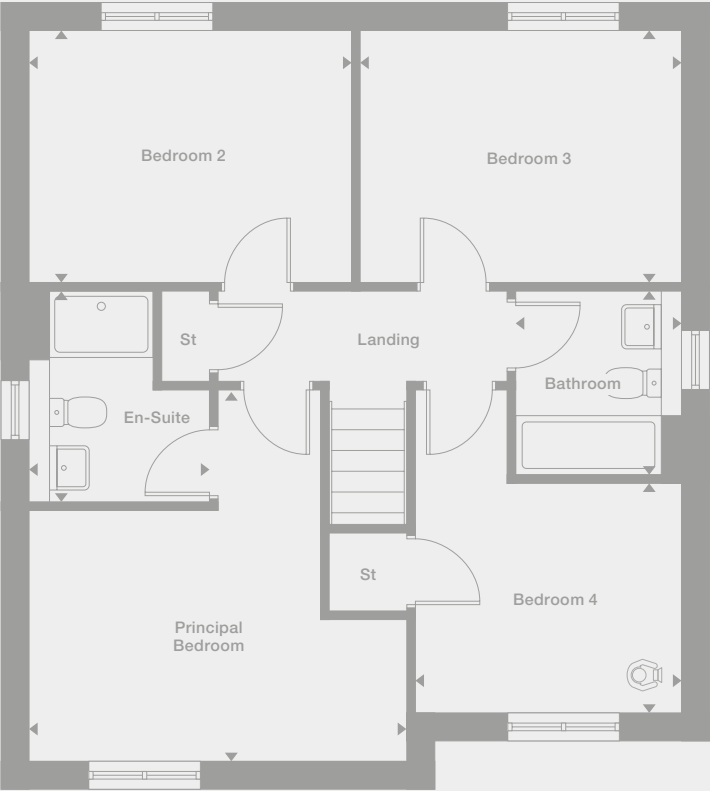 Bedroom 2
Bedroom 3
St
Landing
Bathroom
En-Suite
St
Bedroom 4
Principal
Bedroom